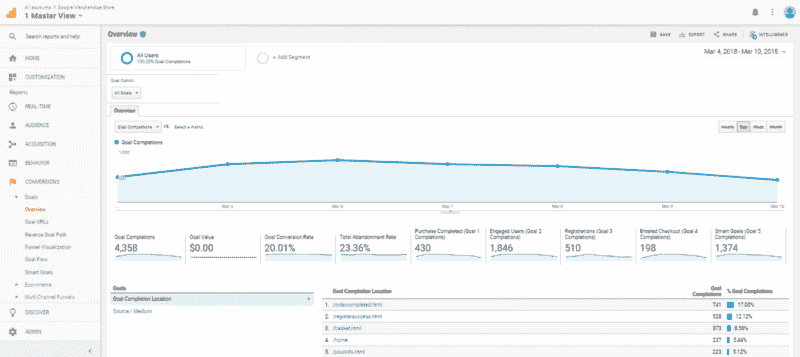 All accounts > Google Merchandise Store
1 Master View
Search reports and help
HOME
CUSTOMIZATION
Reports
REAL-TIME
AUDIENCE
ACQUISITION
BEHAVIOR
CONVERSIONS
Goals
Overview
Goal URLs
Reverse Goal Path
Funnel Visualization
Goal Flow
Smart Goals
Ecommerce
Multi-Channel Funnels
DISCOVER
ADMIN
Overview
SAVE
EXPORT
SHARE
INTELLIGENCE
All Users
100.00% Goal Completions
+ Add Segment
Mar 4, 2018 - Mar 10, 2018
Goal Option:
All Goals
Overview
Goal Completions VS. Select a metric
Hourly Day Week Month
Goal Completions
1,000
Mar 5 Mar 6 Mar 7 Mar 8 Mar 9 Mar 10
Goal Completions
4,358
Goal Value
$0.00
Goal Conversion Rate
20.01%
Total Abandonment Rate
23.36%
Purchase Completed (Goal 1 Completions)
430
Engaged Users (Goal 2 Completions)
1,846
Registrations (Goal 3 Completions)
510
Entered Checkout (Goal 4 Completions)
198
Smart Goals (Goal 5 Completions)
1,374
Goals
Goal Completion Location
Source / Medium
Goal Completion Location Goal Completions % Goal Completions
1. /ordercompleted.html 741 17.00%
2. /registersuccess.html 528 12.12%
3. /basket.html 373 8.56%
4. /home 237 5.44%
5. /yourinfo.html 223 5.12%